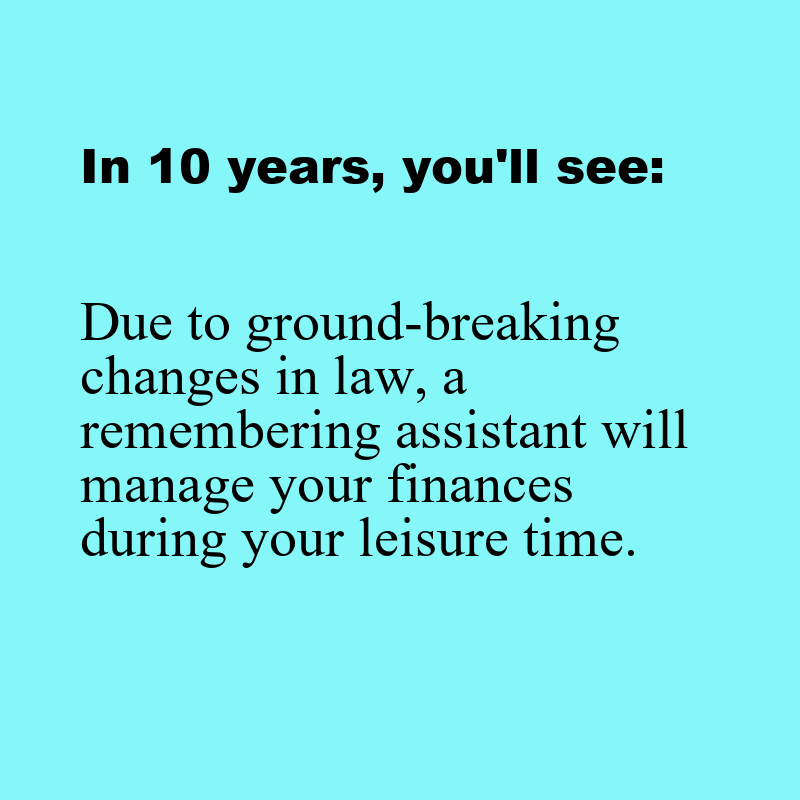 In 10 years, you'll see:
Due to ground-breaking
changes in law, a
remembering assistant will
manage your finances
during your leisure time.